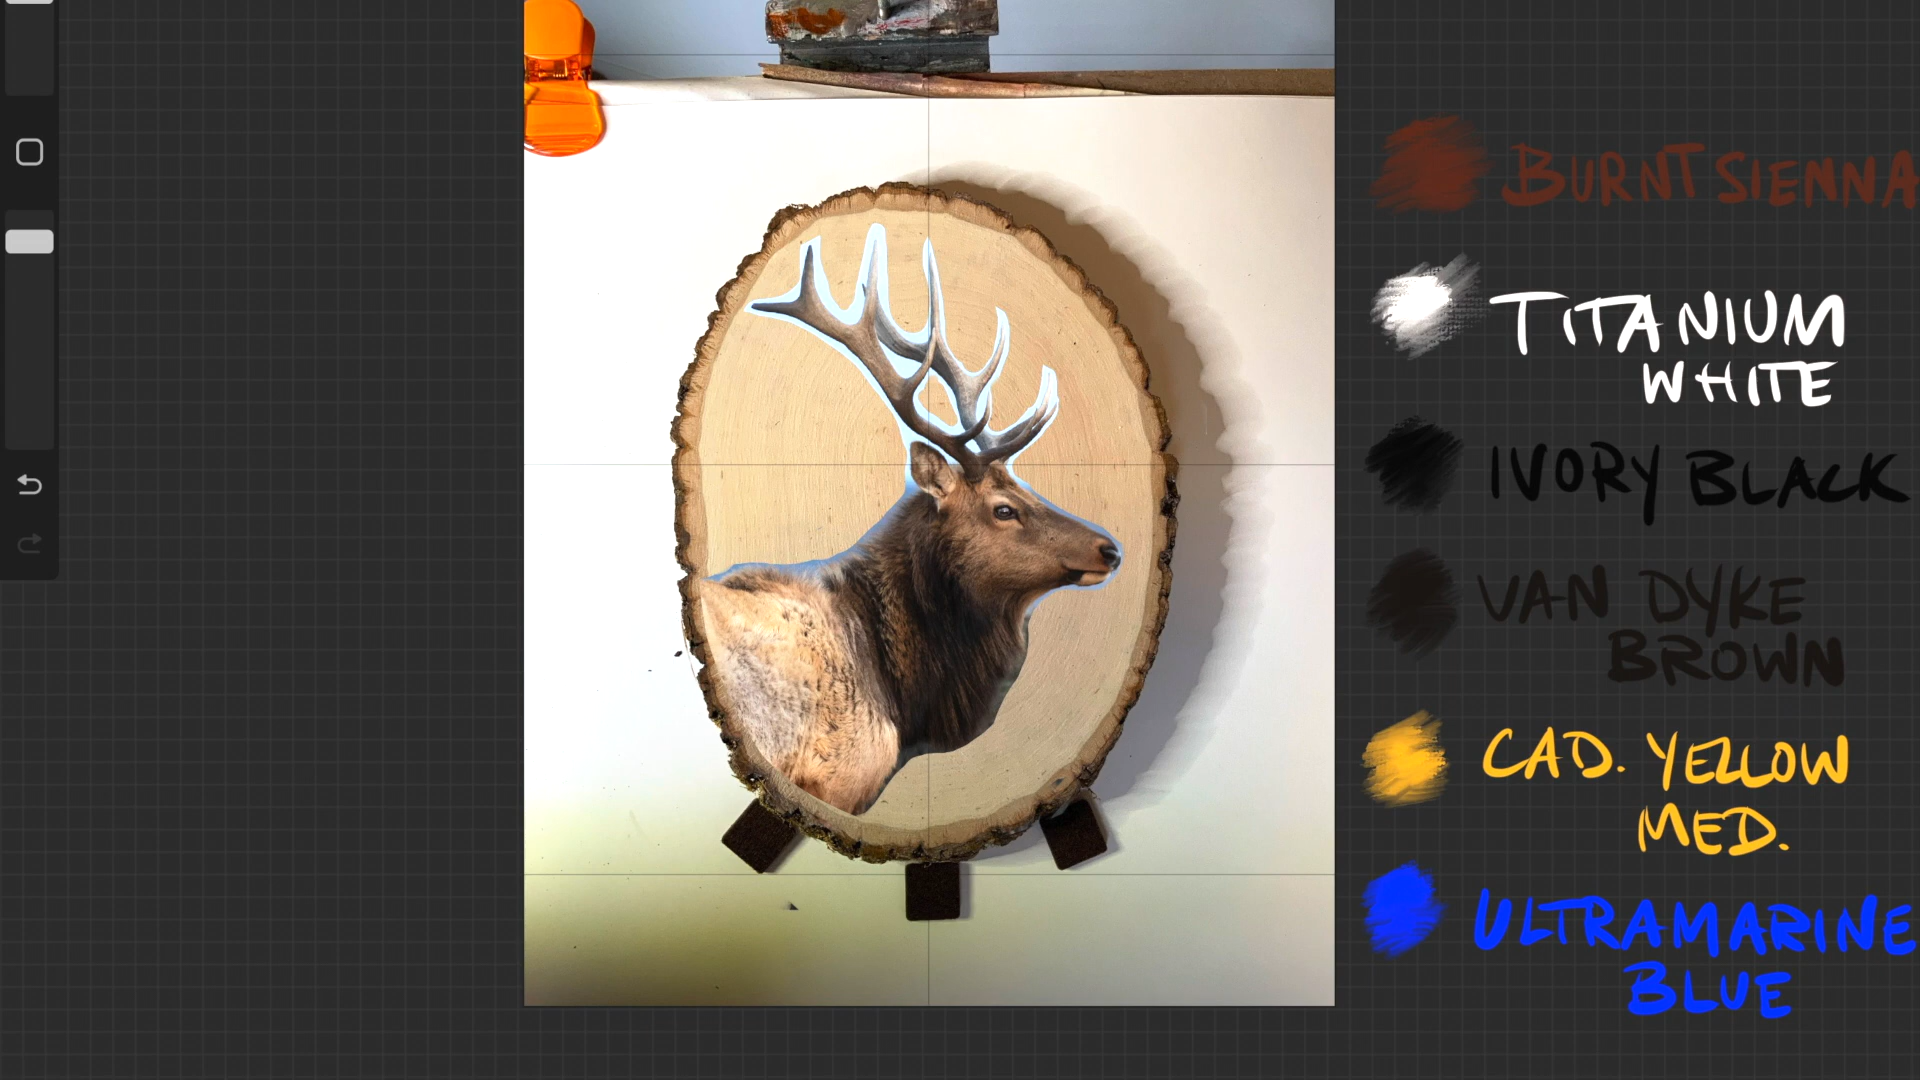 BURNT SIENNA
TITANIUM
WHITE
IVORY BLACK
VAN DYKE
BROWN
CAD. YELLOW
MED.
ULTRAMARINE
BLUE